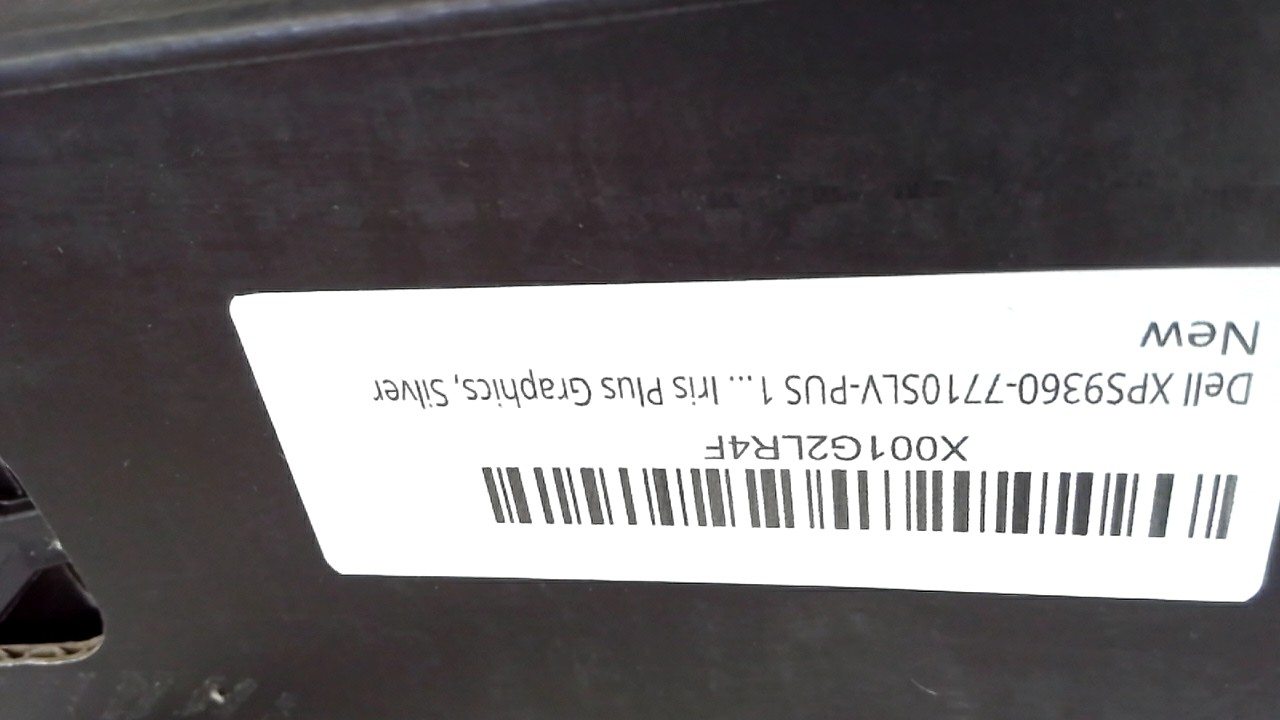 X001G2LR4F
Dell XPS9360-7710SLV-PUS 1... Iris Plus Graphics, Silver
New